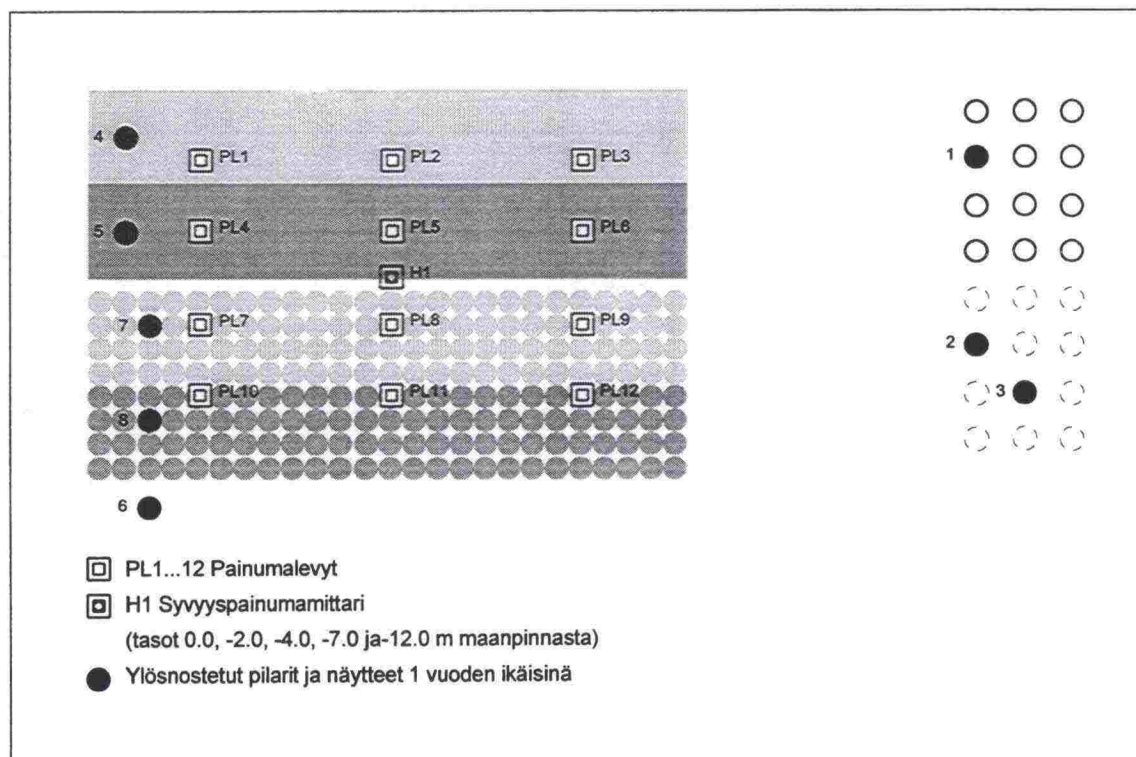 4
PL1 PL2 PL3
1
5 PL4 PL5 PL6
H1
7 PL7 PL8 PL9
2
PL10 PL11 PL12
3
8
6
PL1...12 Painumalevyt
H1 Syvyyspainumamittari
(tasot 0.0, -2.0, -4.0, -7.0 ja-12.0 m maanpinnasta)
Ylösnostetut pilarit ja näytteet 1 vuoden ikäisinä